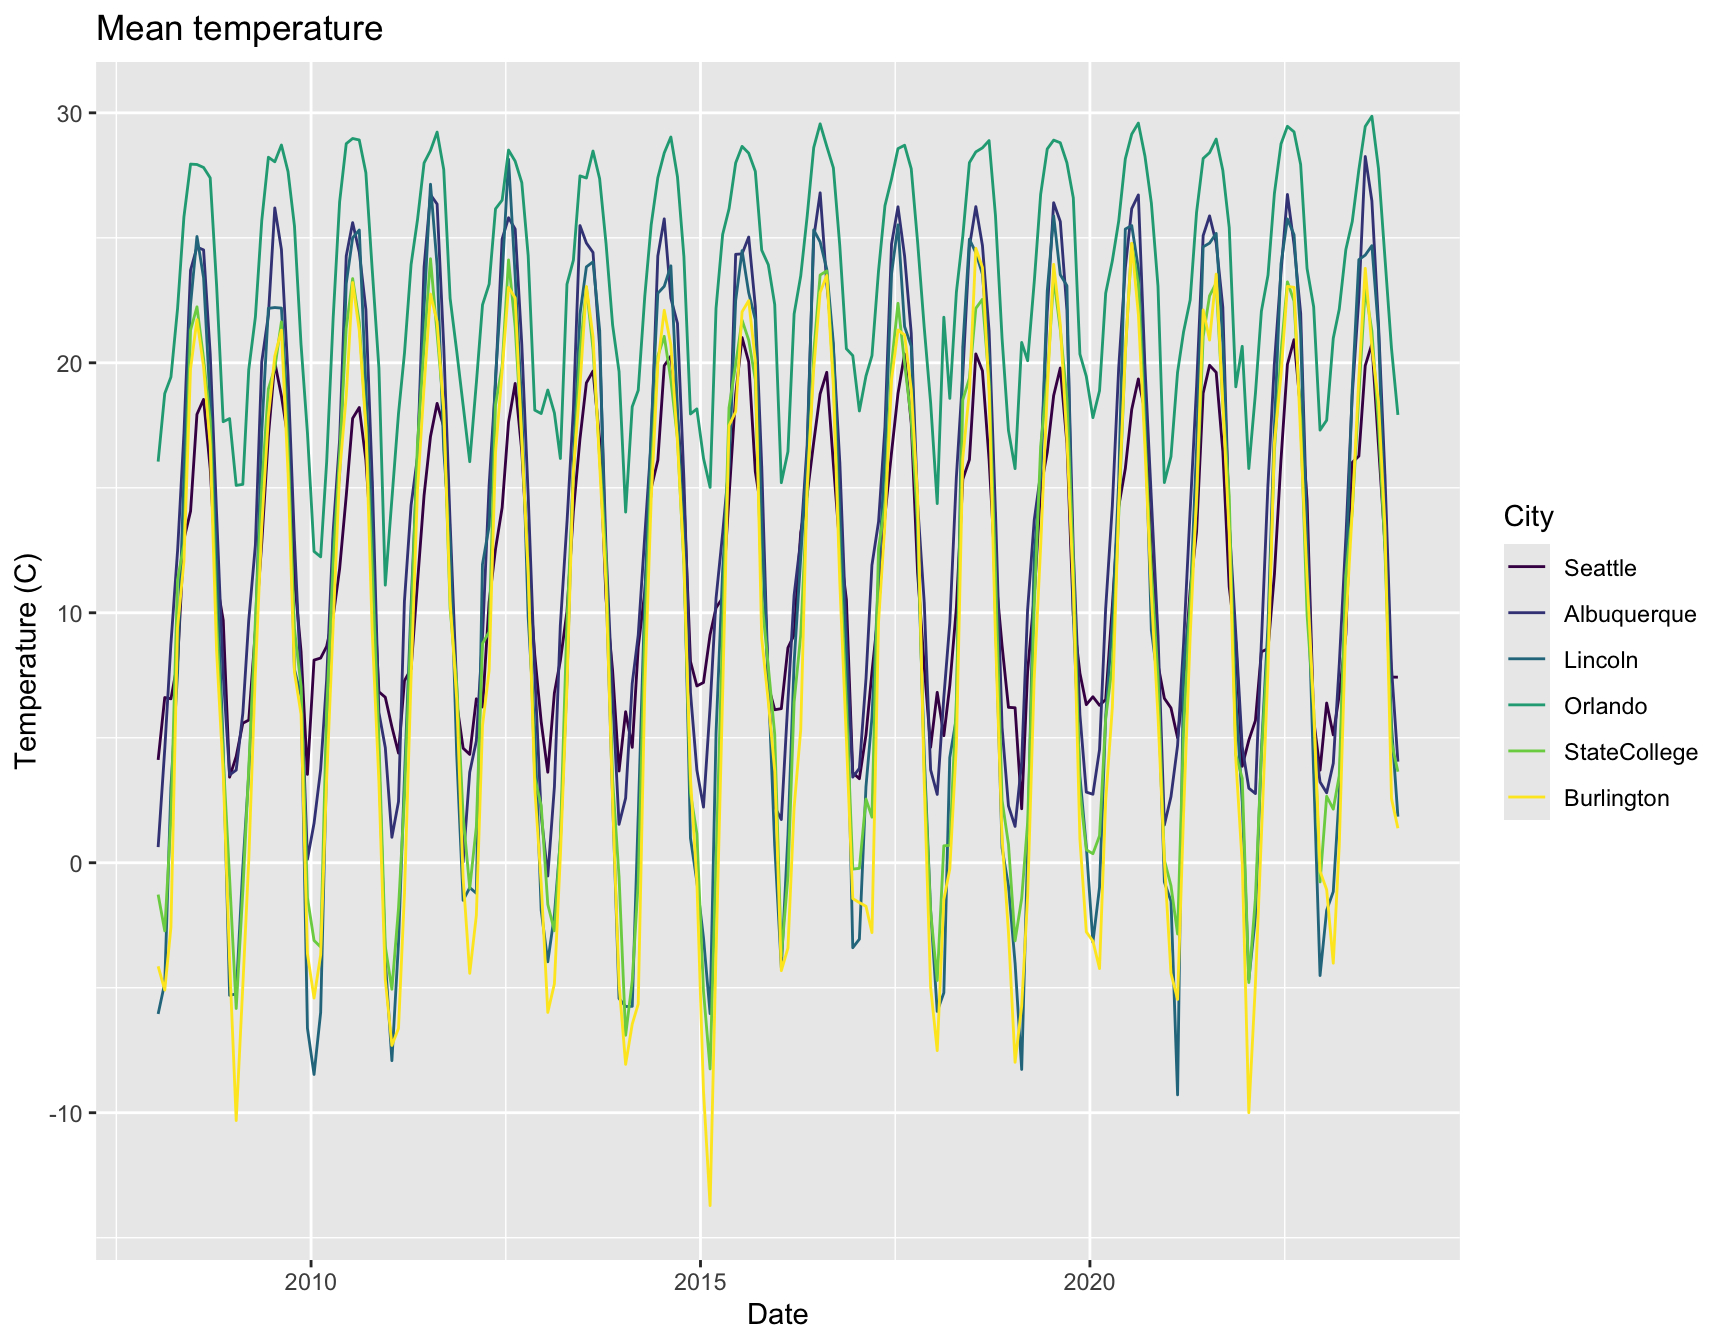 Mean temperature
30
20
10
0
-10
Temperature (C)
2010
2015
2020
Date
City
Seattle
Albuquerque
Lincoln
Orlando
StateCollege
Burlington